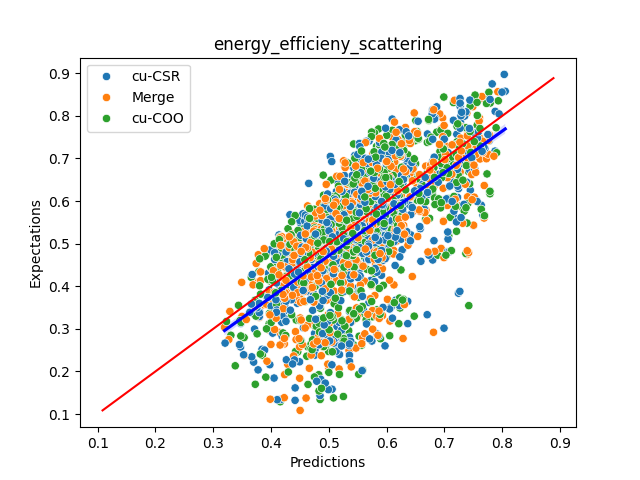 energy_efficieny_scattering
cu-CSR
Merge
cu-COO
Expectations
0.9
0.8
0.7
0.6
0.5
0.4
0.3
0.2
0.1
0.1 0.2 0.3 0.4 0.5 0.6 0.7 0.8 0.9
Predictions